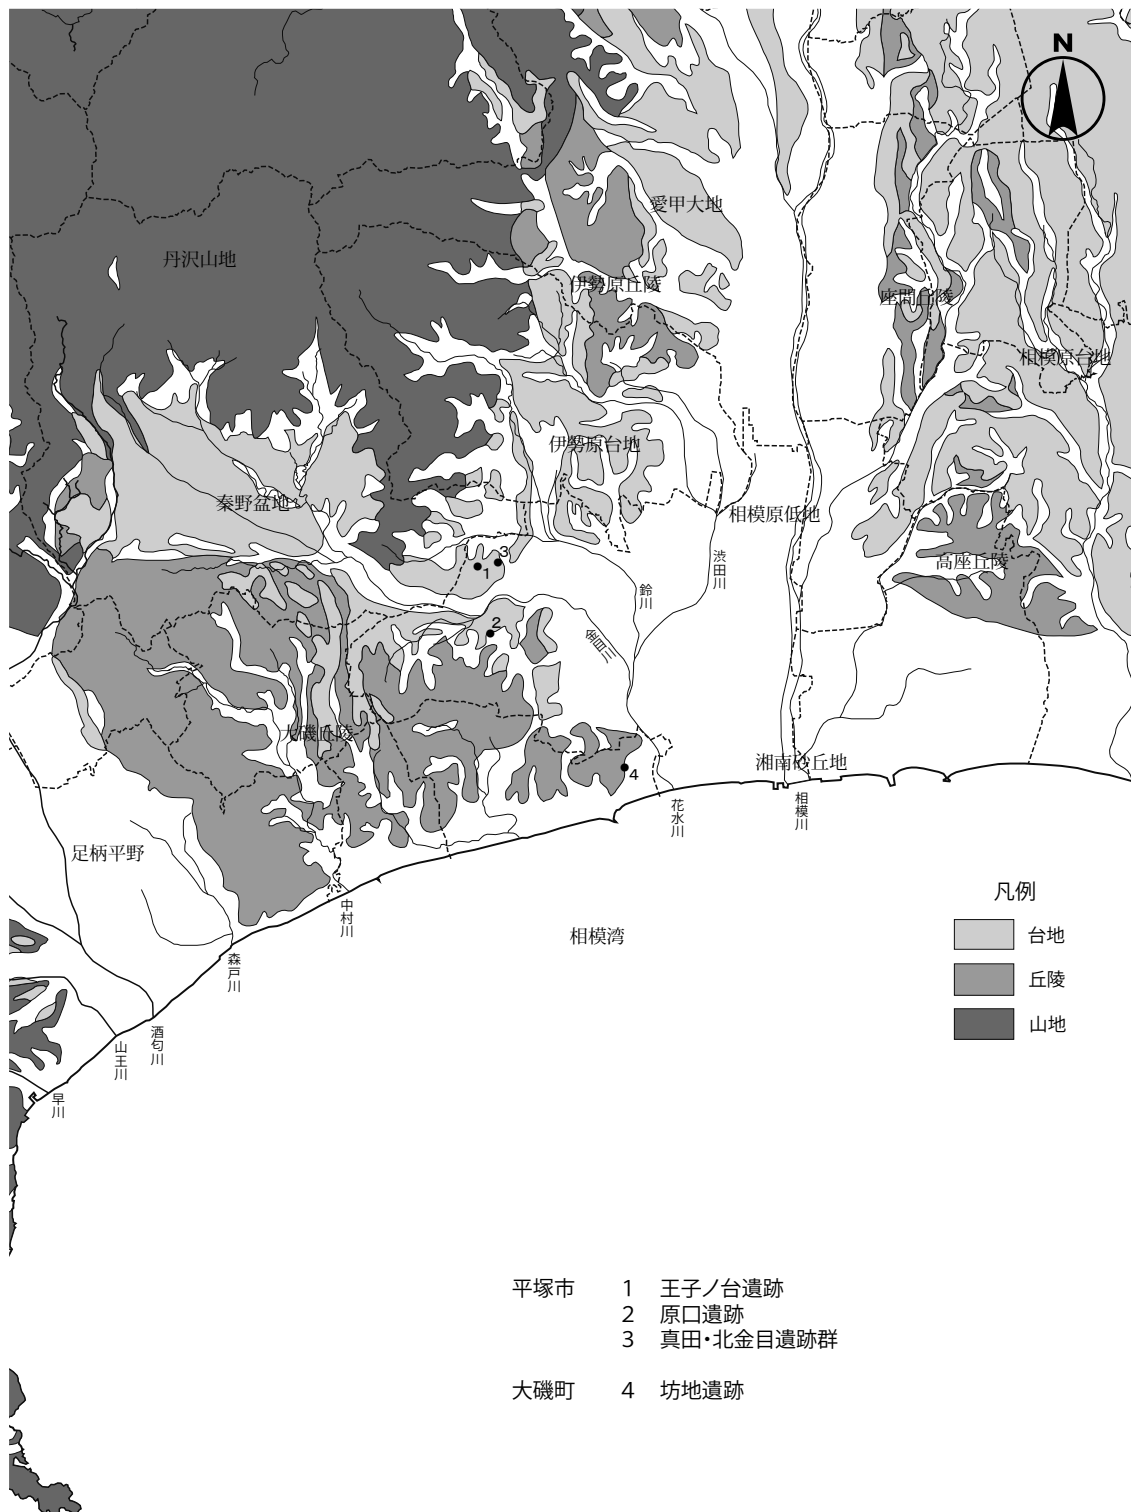 N
愛甲大地
丹沢山地
伊勢原丘陵
座間丘陵
相模原台地
伊勢原台地
秦野盆地
相模原低地
渋田川
高座丘陵
3
1
鈴川
2
金目川
大磯丘陵
湘南砂丘地
4
花水川
相模川
足柄平野
中村川
凡例
台地
相模湾
森戸川
丘陵
山地
酒匂川
山王川
早川
平塚市 1 王子ノ台遺跡
2 原口遺跡
3 真田・北金目遺跡群
大磯町 4 坊地遺跡